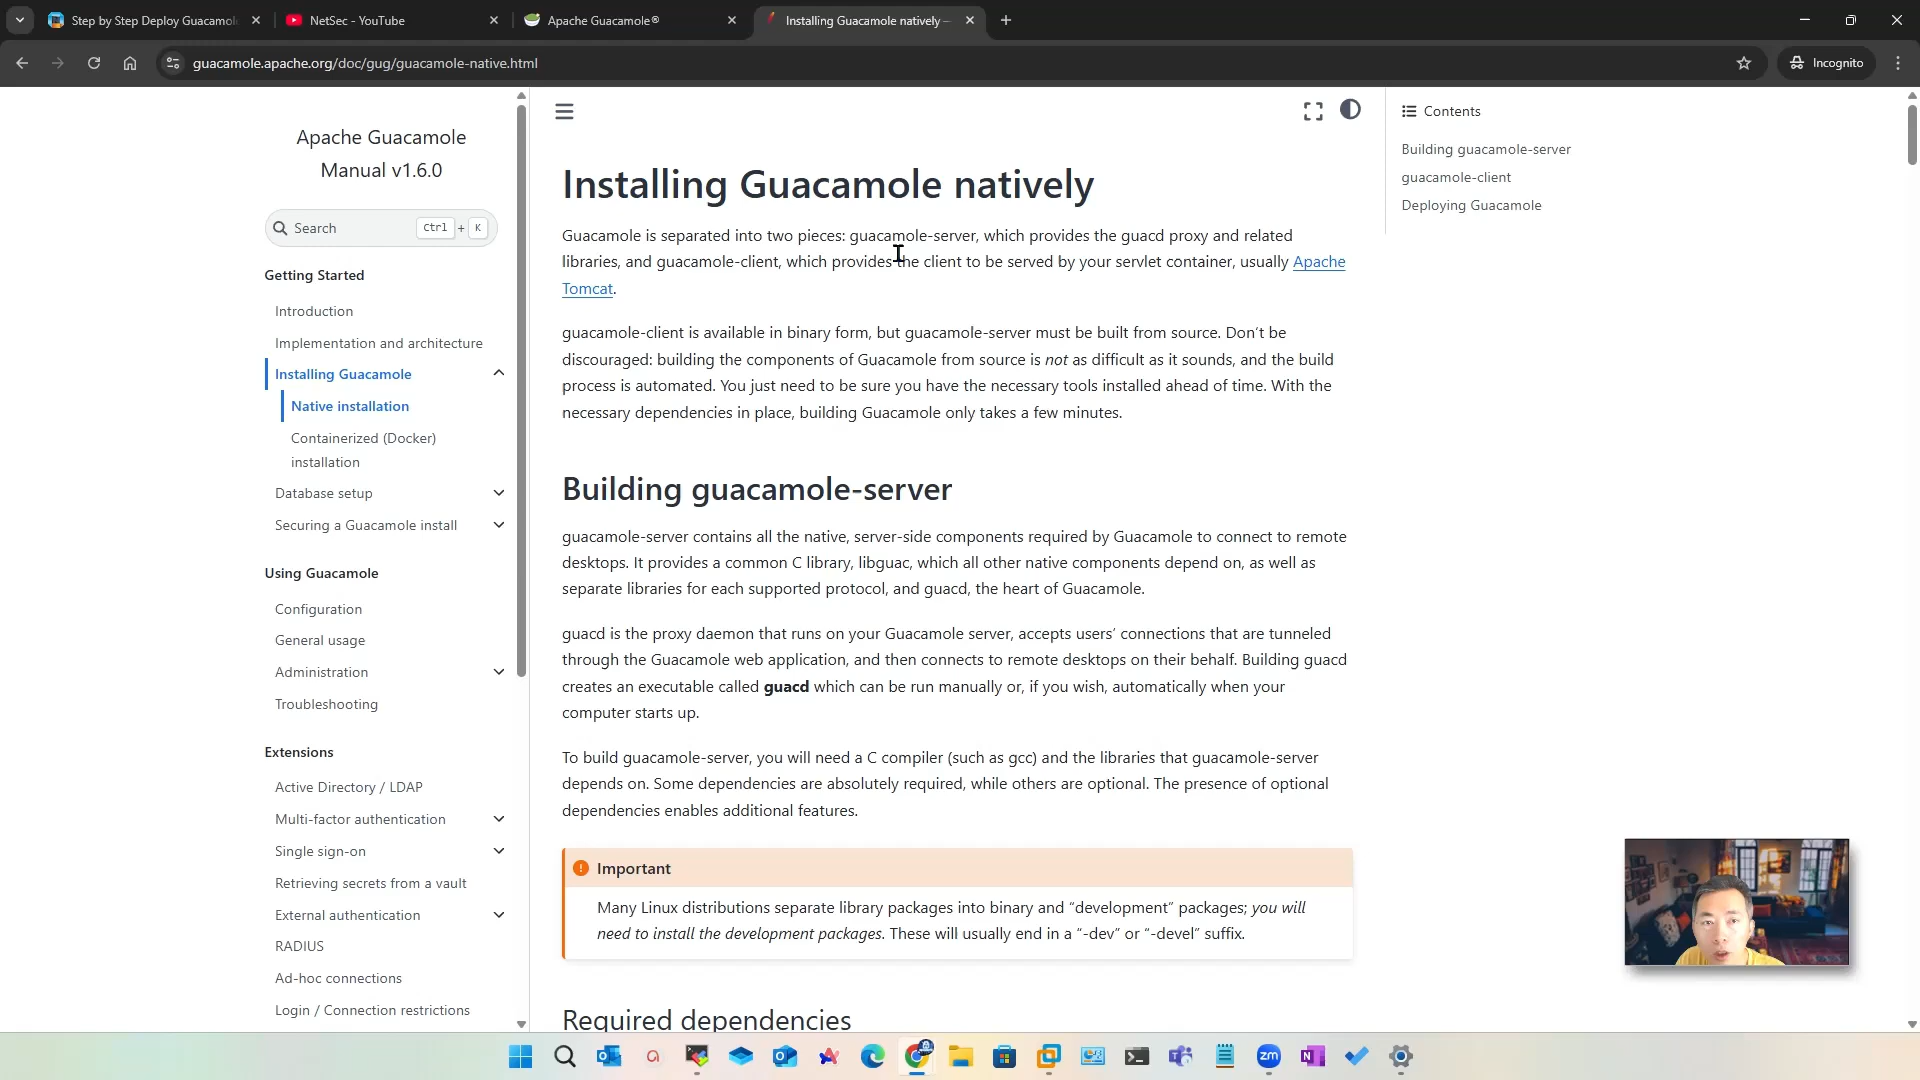 Step by Step Deploy Guacamol
NetSec - YouTube
Apache Guacamole®
Installing Guacamole natively —
guacamole.apache.org/doc/gug/guacamole-native.html
Incognito
Apache Guacamole
Manual v1.6.0
Search
Ctrl + K
Getting Started
Introduction
Implementation and architecture
Installing Guacamole
Native installation
Containerized (Docker)
installation
Database setup
Securing a Guacamole install
Using Guacamole
Configuration
General usage
Administration
Troubleshooting
Extensions
Active Directory / LDAP
Multi-factor authentication
Single sign-on
Retrieving secrets from a vault
External authentication
RADIUS
Ad-hoc connections
Login / Connection restrictions
Installing Guacamole natively
Guacamole is separated into two pieces: guacamole-server, which provides the guacd proxy and related
libraries, and guacamole-client, which provides the client to be served by your servlet container, usually Apache
Tomcat.
guacamole-client is available in binary form, but guacamole-server must be built from source. Don’t be
discouraged: building the components of Guacamole from source is not as difficult as it sounds, and the build
process is automated. You just need to be sure you have the necessary tools installed ahead of time. With the
necessary dependencies in place, building Guacamole only takes a few minutes.
Building guacamole-server
guacamole-server contains all the native, server-side components required by Guacamole to connect to remote
desktops. It provides a common C library, libguac, which all other native components depend on, as well as
separate libraries for each supported protocol, and guacd, the heart of Guacamole.
guacd is the proxy daemon that runs on your Guacamole server, accepts users’ connections that are tunneled
through the Guacamole web application, and then connects to remote desktops on their behalf. Building guacd
creates an executable called guacd which can be run manually or, if you wish, automatically when your
computer starts up.
To build guacamole-server, you will need a C compiler (such as gcc) and the libraries that guacamole-server
depends on. Some dependencies are absolutely required, while others are optional. The presence of optional
dependencies enables additional features.
Important
Many Linux distributions separate library packages into binary and “development” packages; you will
need to install the development packages. These will usually end in a “-dev” or “-devel” suffix.
Required dependencies
Contents
Building guacamole-server
guacamole-client
Deploying Guacamole
zm